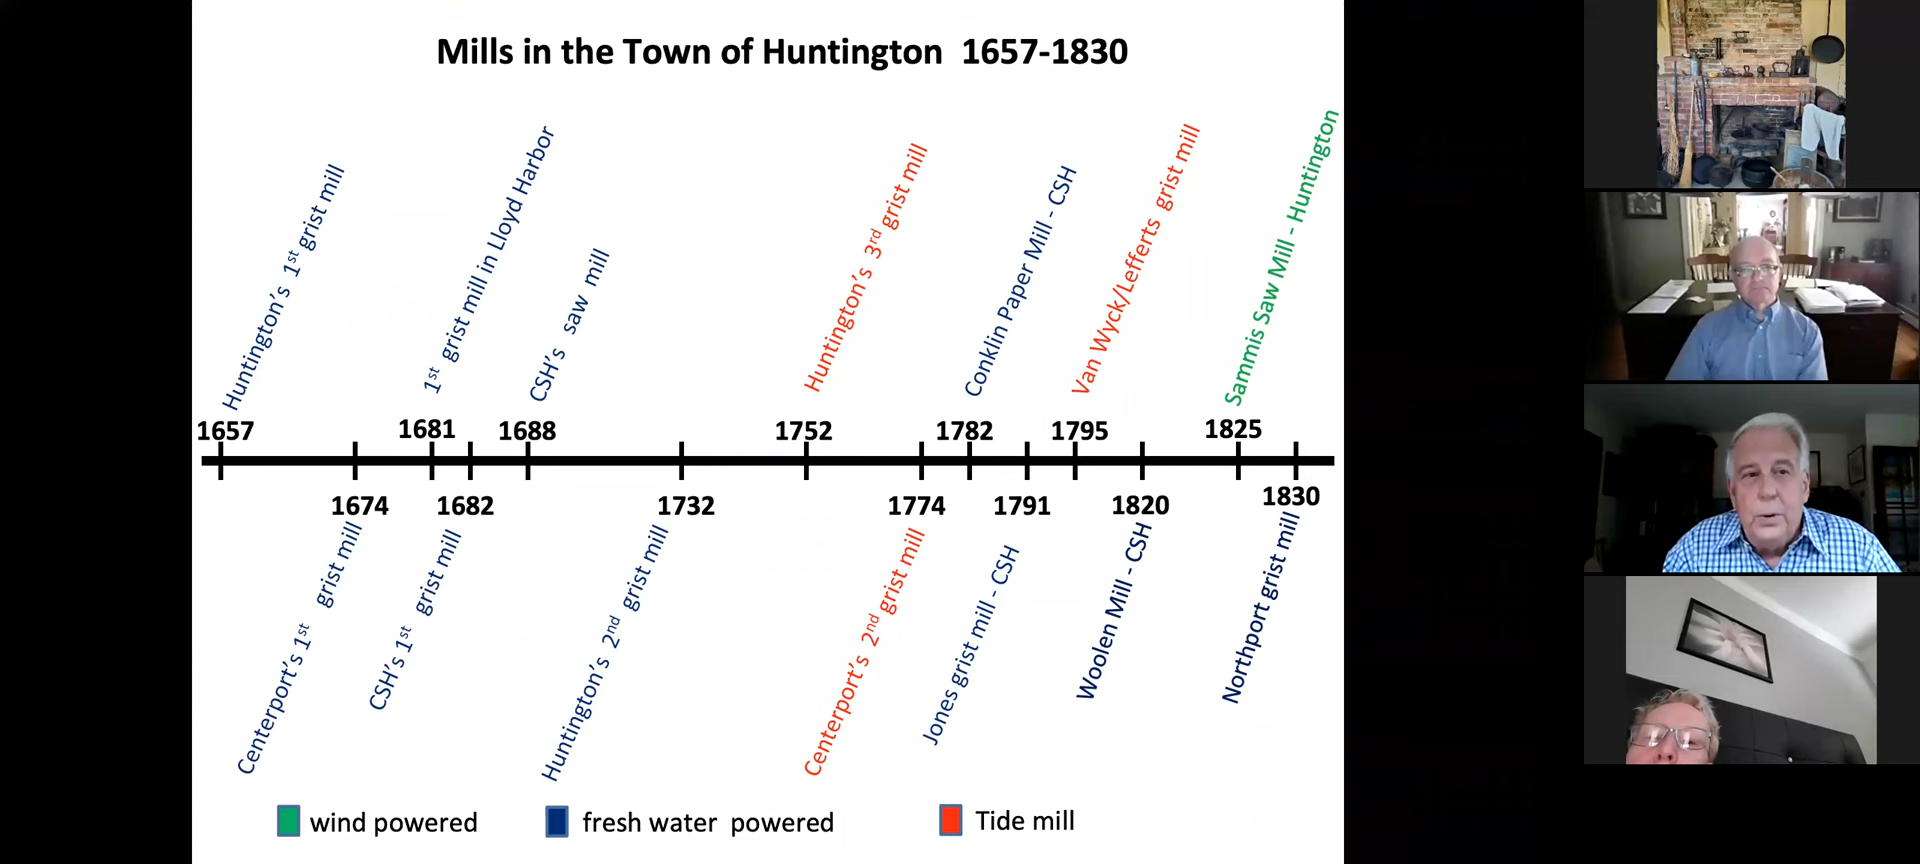 Mills in the Town of Huntington 1657-1830
Huntington's 1st grist mill
1st grist mill in Lloyd Harbor
CSH's saw mill
Huntington's 3rd grist mill
Conklin Paper Mill - CSH
Van Wyck/Lefferts grist mill
Sammis Saw Mill - Huntington
1657
1681
1688
1752
1782
1795
1825
1674
1682
1732
1774
1791
1820
1830
Centerport's 1st grist mill
CSH's 1st grist mill
Huntington's 2nd grist mill
Centerport's 2nd grist mill
Jones grist mill - CSH
Woolen Mill - CSH
Northport grist mill
wind powered
fresh water powered
Tide mill